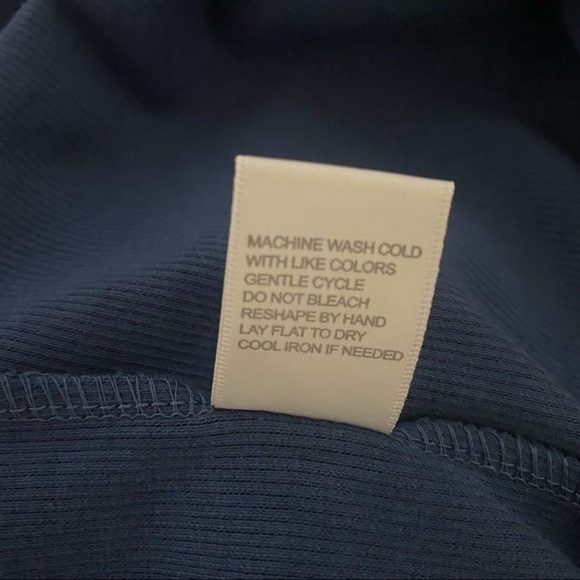 MACHINE WASH COLD
WITH LIKE COLORS
GENTLE CYCLE
DO NOT BLEACH
RESHAPE BY HAND
LAY FLAT TO DRY
COOL IRON IF NEEDED